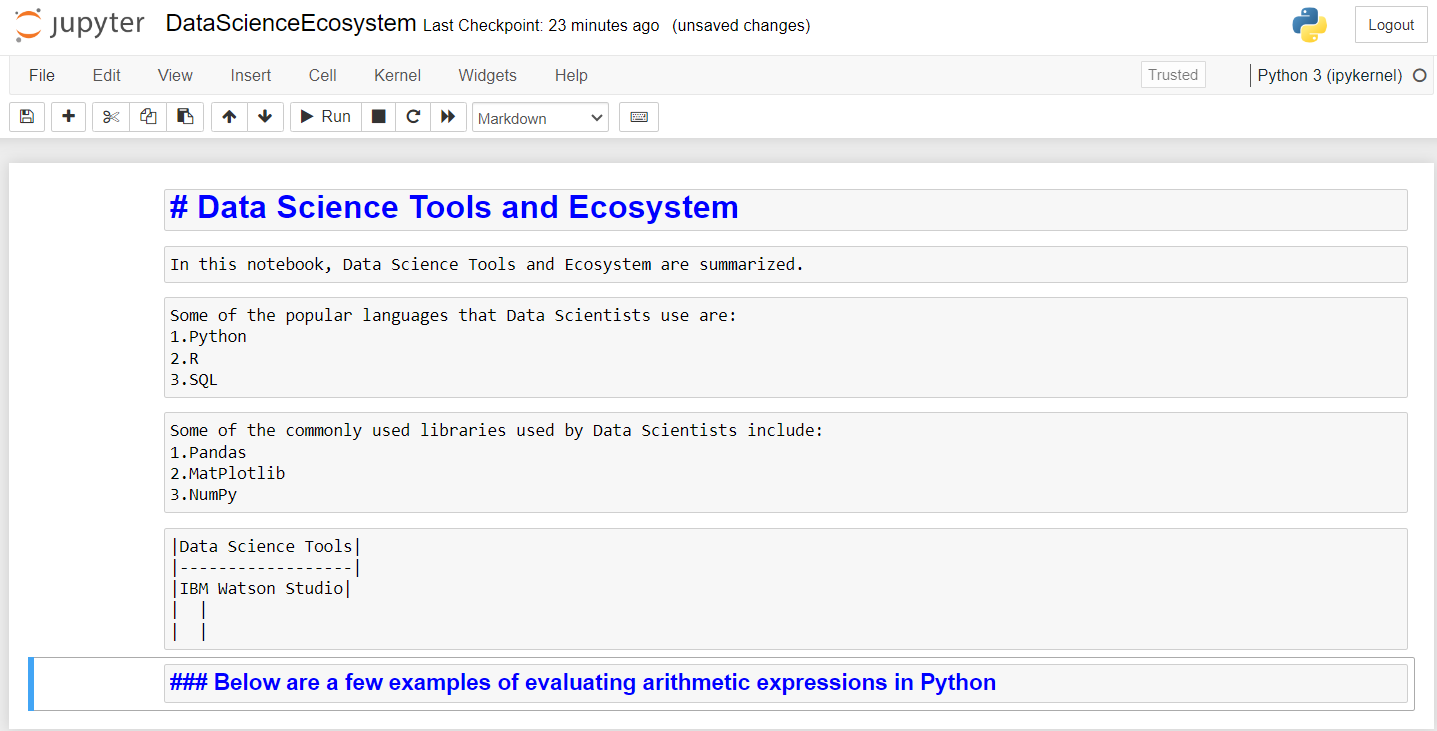 jupyter DataScienceEcosystem Last Checkpoint: 23 minutes ago (unsaved changes) Logout
File Edit View Insert Cell Kernel Widgets Help Trusted Python 3 (ipykernel)
Run Markdown
# Data Science Tools and Ecosystem
In this notebook, Data Science Tools and Ecosystem are summarized.
Some of the popular languages that Data Scientists use are:
1.Python
2.R
3.SQL
Some of the commonly used libraries used by Data Scientists include:
1.Pandas
2.MatPlotlib
3.NumPy
|Data Science Tools|
|------------------|
|IBM Watson Studio|
|  |
|  |
### Below are a few examples of evaluating arithmetic expressions in Python